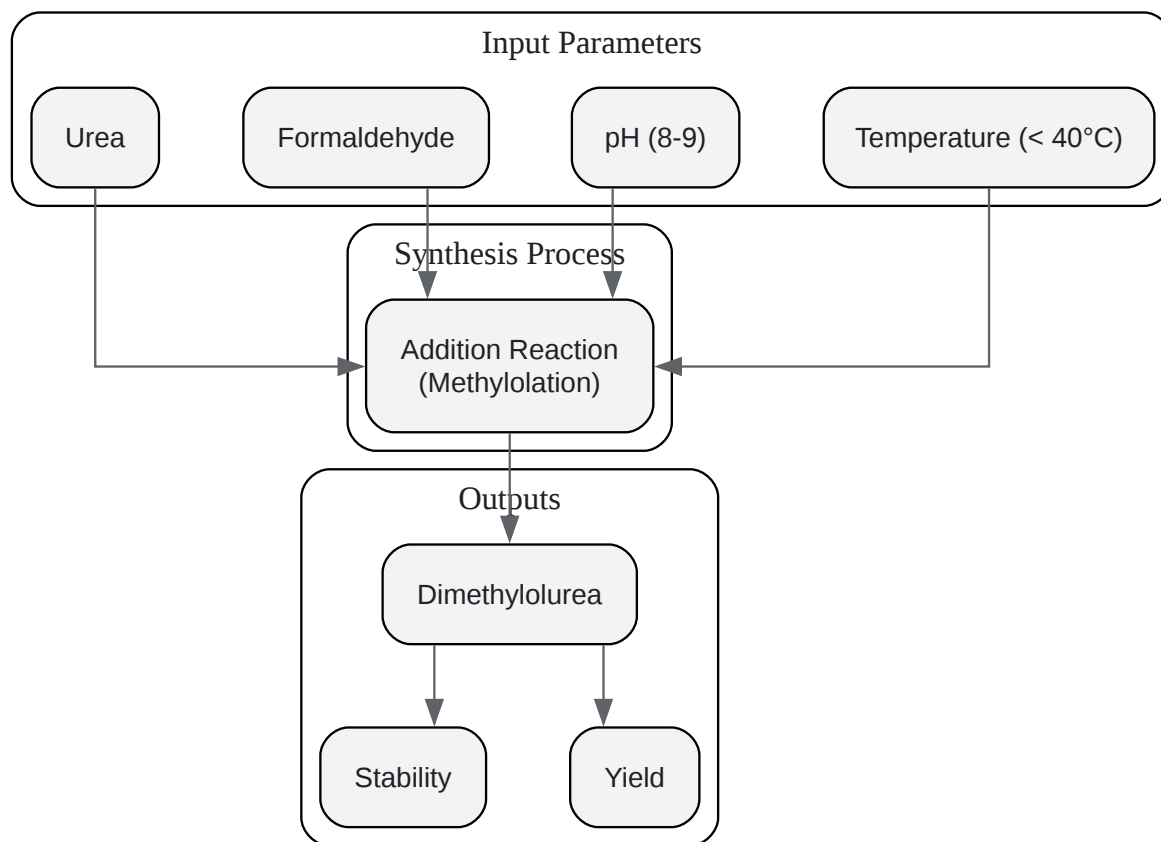 Input Parameters
Urea
Formaldehyde
pH (8-9)
Temperature (< 40°C)
Synthesis Process
Addition Reaction
(Methylolation)
Outputs
Dimethylolurea
Stability
Yield